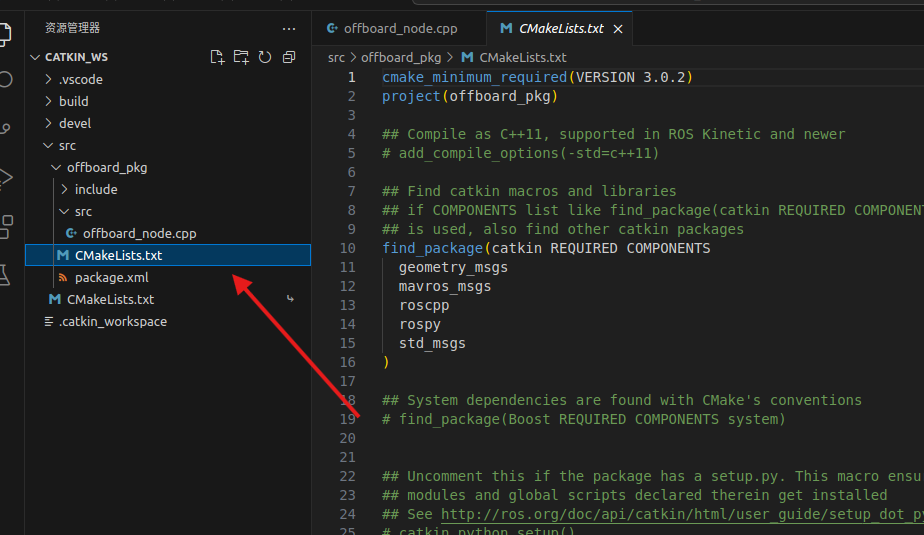 资源管理器
CATKIN_WS
.vscode
build
devel
src
offboard_pkg
include
src
offboard_node.cpp
CMakeLists.txt
package.xml
CMakeLists.txt
.catkin_workspace
offboard_node.cpp
CMakeLists.txt
src > offboard_pkg > CMakeLists.txt
1 cmake_minimum_required(VERSION 3.0.2)
2 project(offboard_pkg)
3
4 ## Compile as C++11, supported in ROS Kinetic and newer
5 # add_compile_options(-std=c++11)
6
7 ## Find catkin macros and libraries
8 ## if COMPONENTS list like find_package(catkin REQUIRED COMPONENT
9 ## is used, also find other catkin packages
10 find_package(catkin REQUIRED COMPONENTS
11 geometry_msgs
12 mavros_msgs
13 roscpp
14 rospy
15 std_msgs
16 )
17
18 ## System dependencies are found with CMake's conventions
19 # find_package(Boost REQUIRED COMPONENTS system)
20
21
22 ## Uncomment this if the package has a setup.py. This macro ensu
23 ## modules and global scripts declared therein get installed
24 ## See http://ros.org/doc/api/catkin/html/user_guide/setup_dot_py
25 # catkin_python_setup()